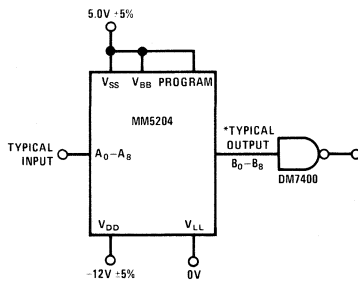 5.0V ±5%
VSS VBB PROGRAM
MM5204
TYPICAL INPUT
A0–A8
*TYPICAL OUTPUT
B0–B8
DM7400
VDD VLL
–12V ±5%
0V